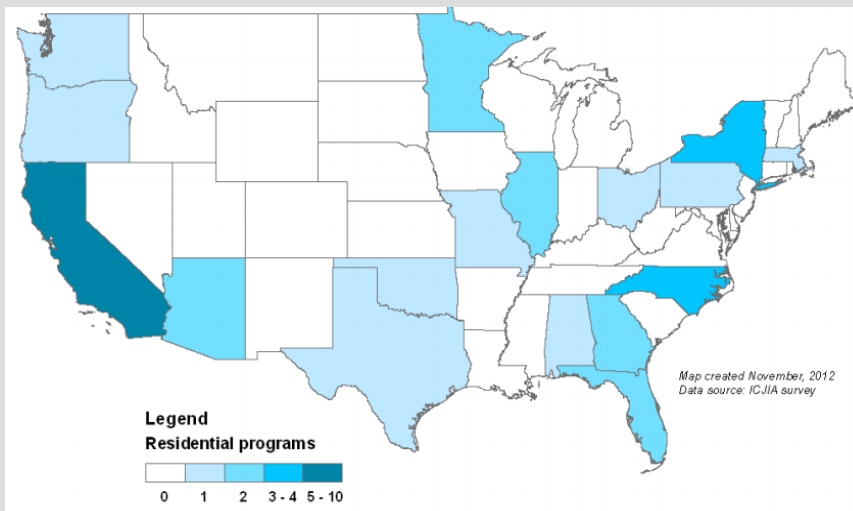 Map created November, 2012
Data source: ICJIA survey
Legend
Residential programs
0 1 2 3 - 4 5 - 10